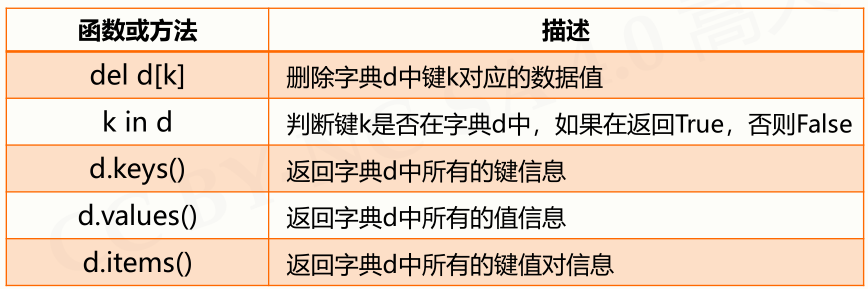 函数或方法 描述
del d[k] 删除字典d中键k对应的数据值
k in d 判断键k是否在字典d中，如果在返回True，否则False
d.keys() 返回字典d中所有的键信息
d.values() 返回字典d中所有的值信息
d.items() 返回字典d中所有的键值对信息